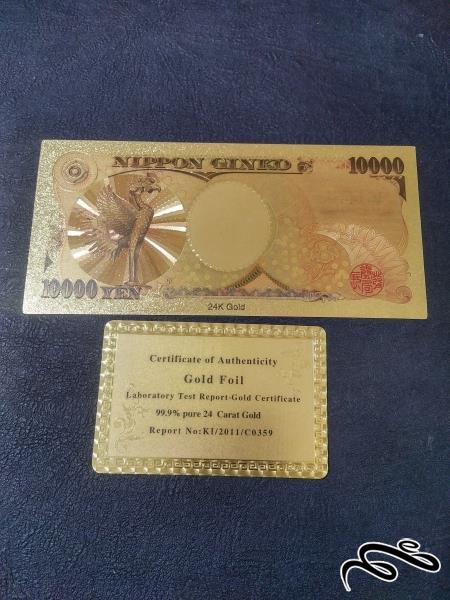 NIPPON GINKO
10000
10000 YEN
24K Gold
Certificate of Authenticity
Gold Foil
Laboratory Test Report-Gold Certificate
99.9% pure 24 Carat Gold
Report No:KI/2011/C0359